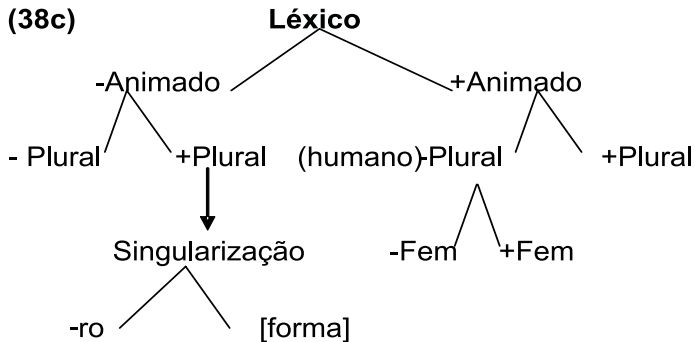 (38c) Léxico
-Animado +Animado
- Plural +Plural (humano)-Plural +Plural
Singularização -Fem +Fem
-ro [forma]